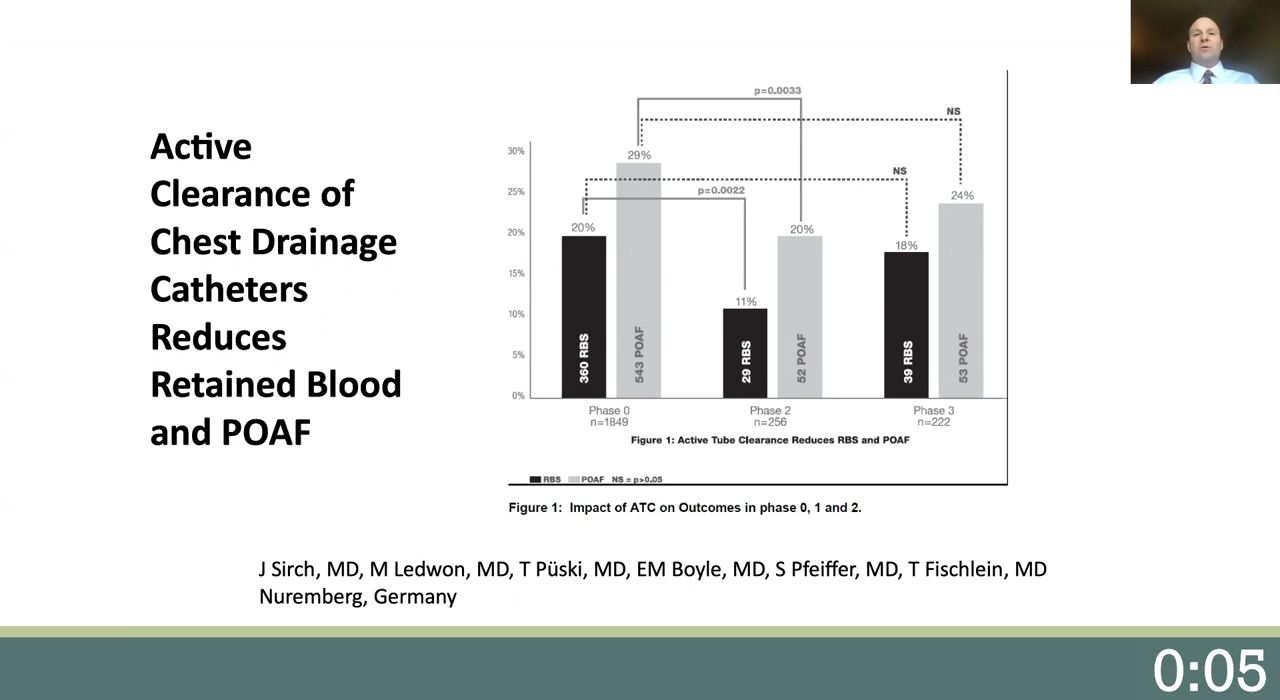 Active
Clearance of
Chest Drainage
Catheters
Reduces
Retained Blood
and POAF
p=0.0033
NS
30%
29%
25%
p=0.0022
NS
24%
20%
20%
20%
18%
15%
11%
10%
5%
0%
360 RBS
543 POAF
29 RBS
52 POAF
39 RBS
53 POAF
Phase 0
n=1849
Phase 2
n=256
Phase 3
n=222
Figure 1: Active Tube Clearance Reduces RBS and POAF
RBS POAF NS = p>0.05
Figure 1: Impact of ATC on Outcomes in phase 0, 1 and 2.
J Sirch, MD, M Ledwon, MD, T Püski, MD, EM Boyle, MD, S Pfeiffer, MD, T Fischlein, MD
Nuremberg, Germany
0:05